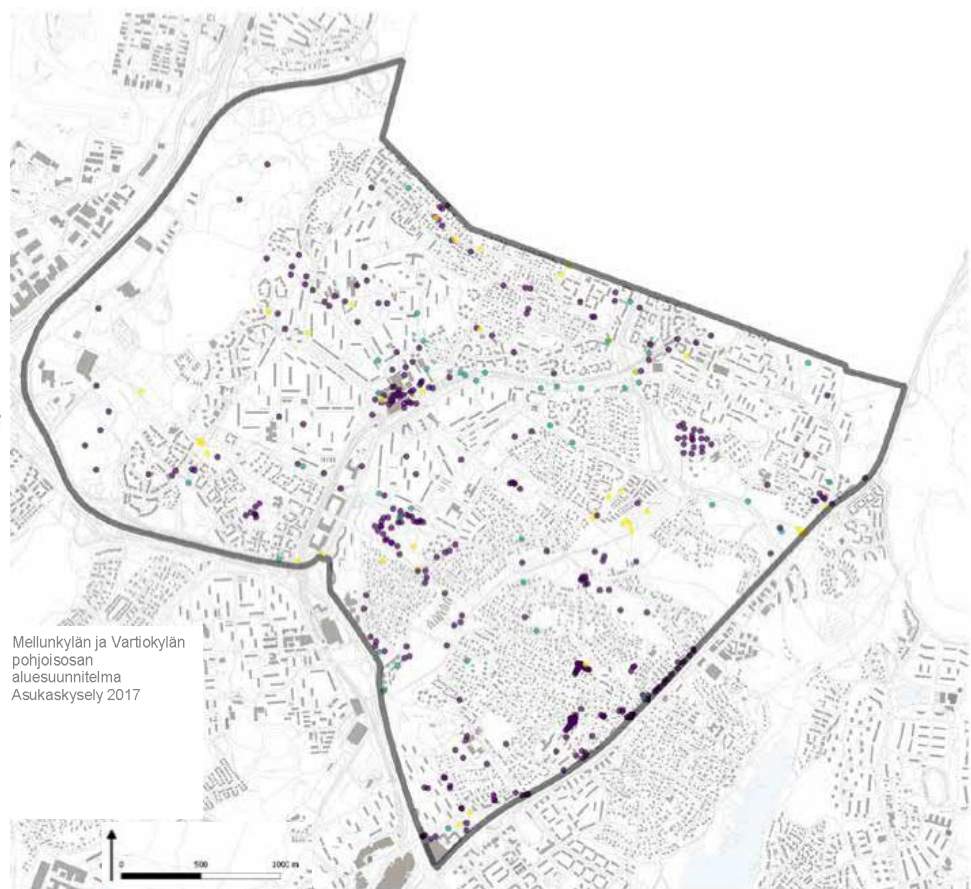 Mellunkylän ja Vartiokylän
pohjoisosan
aluesuunnitelma
Asukaskysely 2017
0 500 1000 m